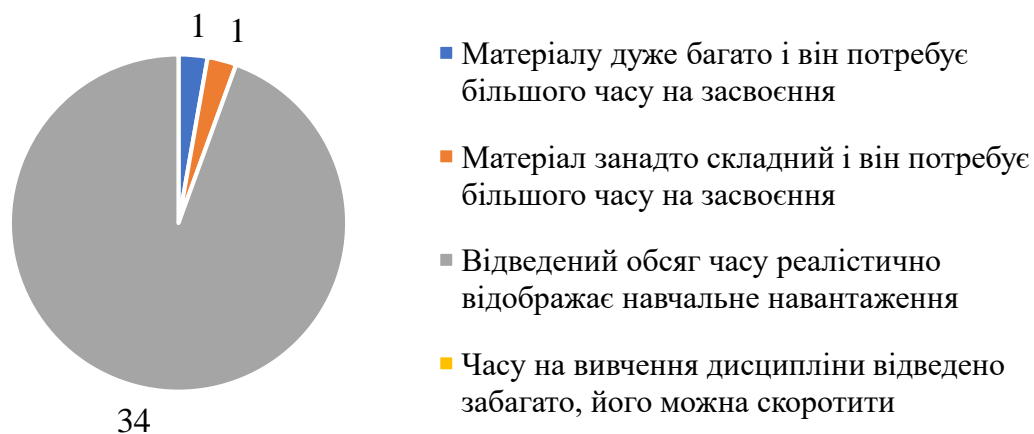 1
1
34
Матеріалу дуже багато і він потребує
більшого часу на засвоєння
Матеріал занадто складний і він потребує
більшого часу на засвоєння
Відведений обсяг часу реалістично
відображає навчальне навантаження
Часу на вивчення дисципліни відведено
забагато, його можна скоротити